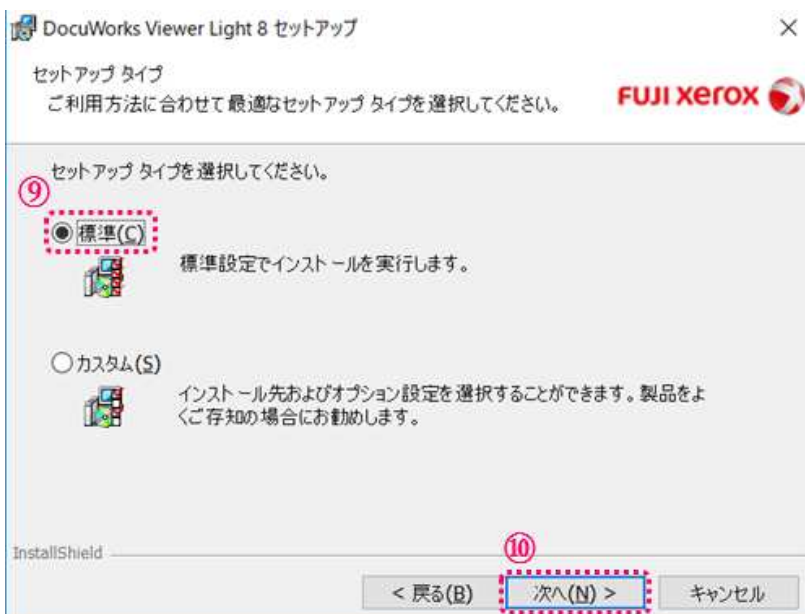 DocuWorks Viewer Light 8 セットアップ
セットアップ タイプ
ご利用方法に合わせて最適なセットアップ タイプを選択してください。
FUJI xerox
セットアップ タイプを選択してください。
⑨
標準(C)
標準設定でインストールを実行します。
カスタム(S)
インストール先およびオプション設定を選択することができます。製品をよ
くご存知の場合にお勧めします。
InstallShield
⑩
< 戻る(B) 次へ(N) > キャンセル